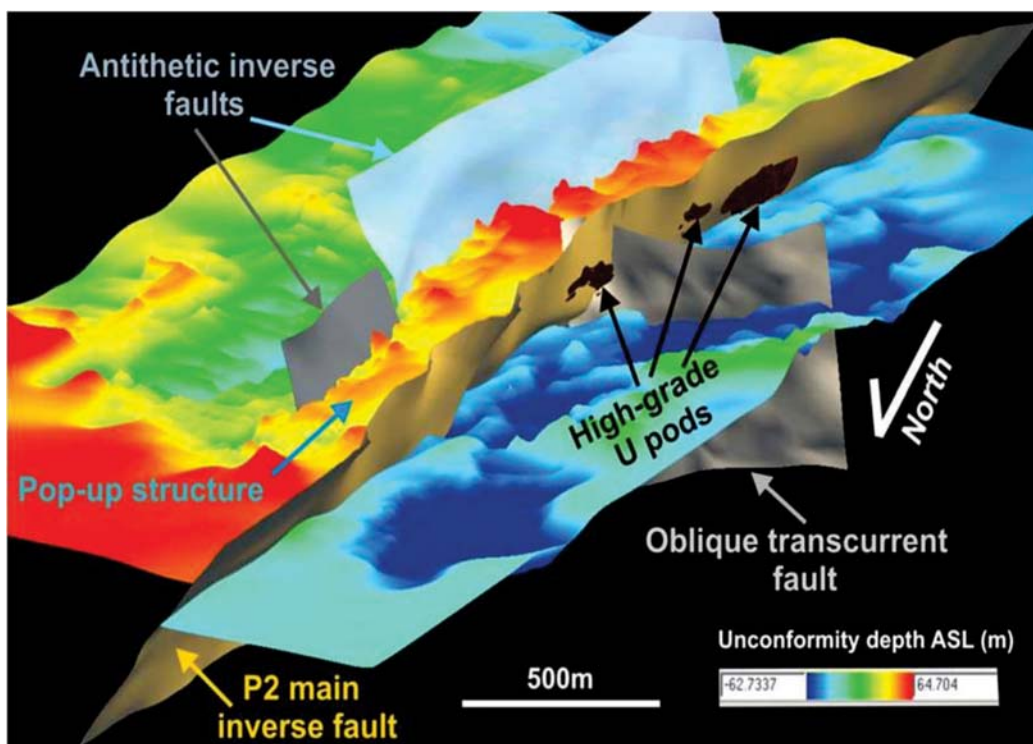 Antithetic inverse
faults
High-grade
U pods
North
Pop-up structure
Oblique transcurrent
fault
P2 main
inverse fault
500m
Unconformity depth ASL (m)
-62.7337
64.704